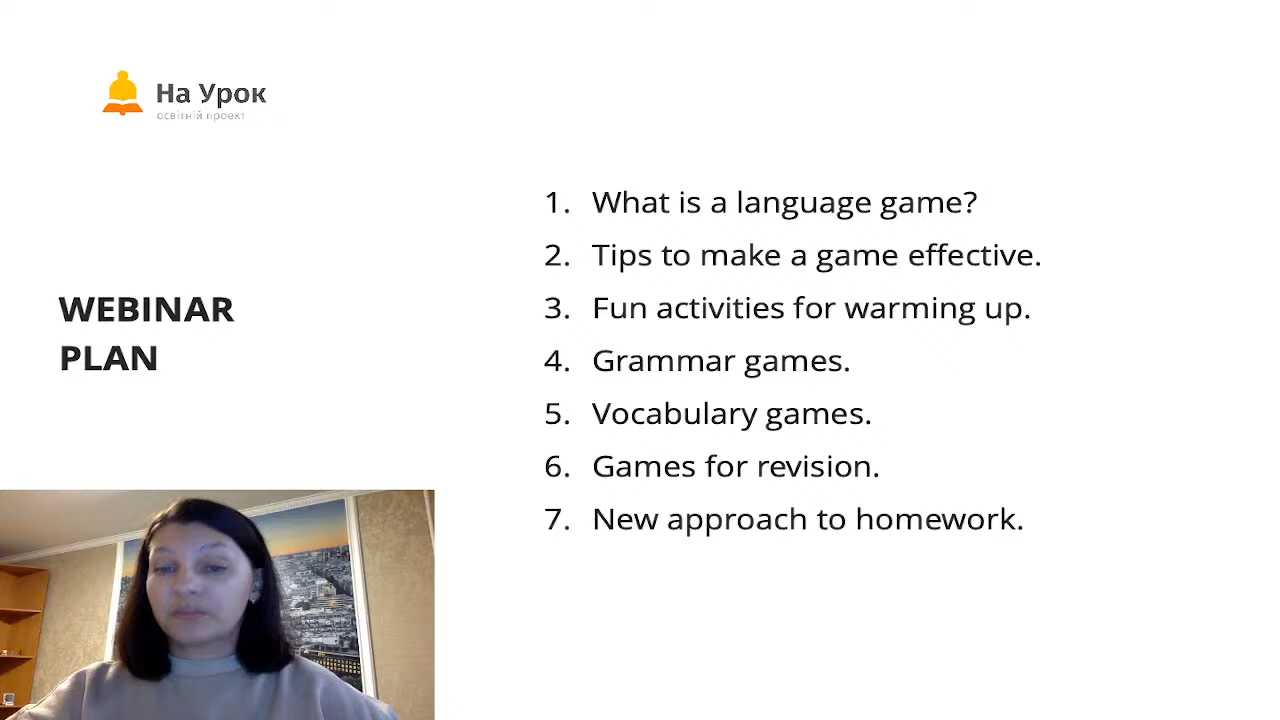 На Урок
освітній проект
WEBINAR
PLAN
1. What is a language game?
2. Tips to make a game effective.
3. Fun activities for warming up.
4. Grammar games.
5. Vocabulary games.
6. Games for revision.
7. New approach to homework.